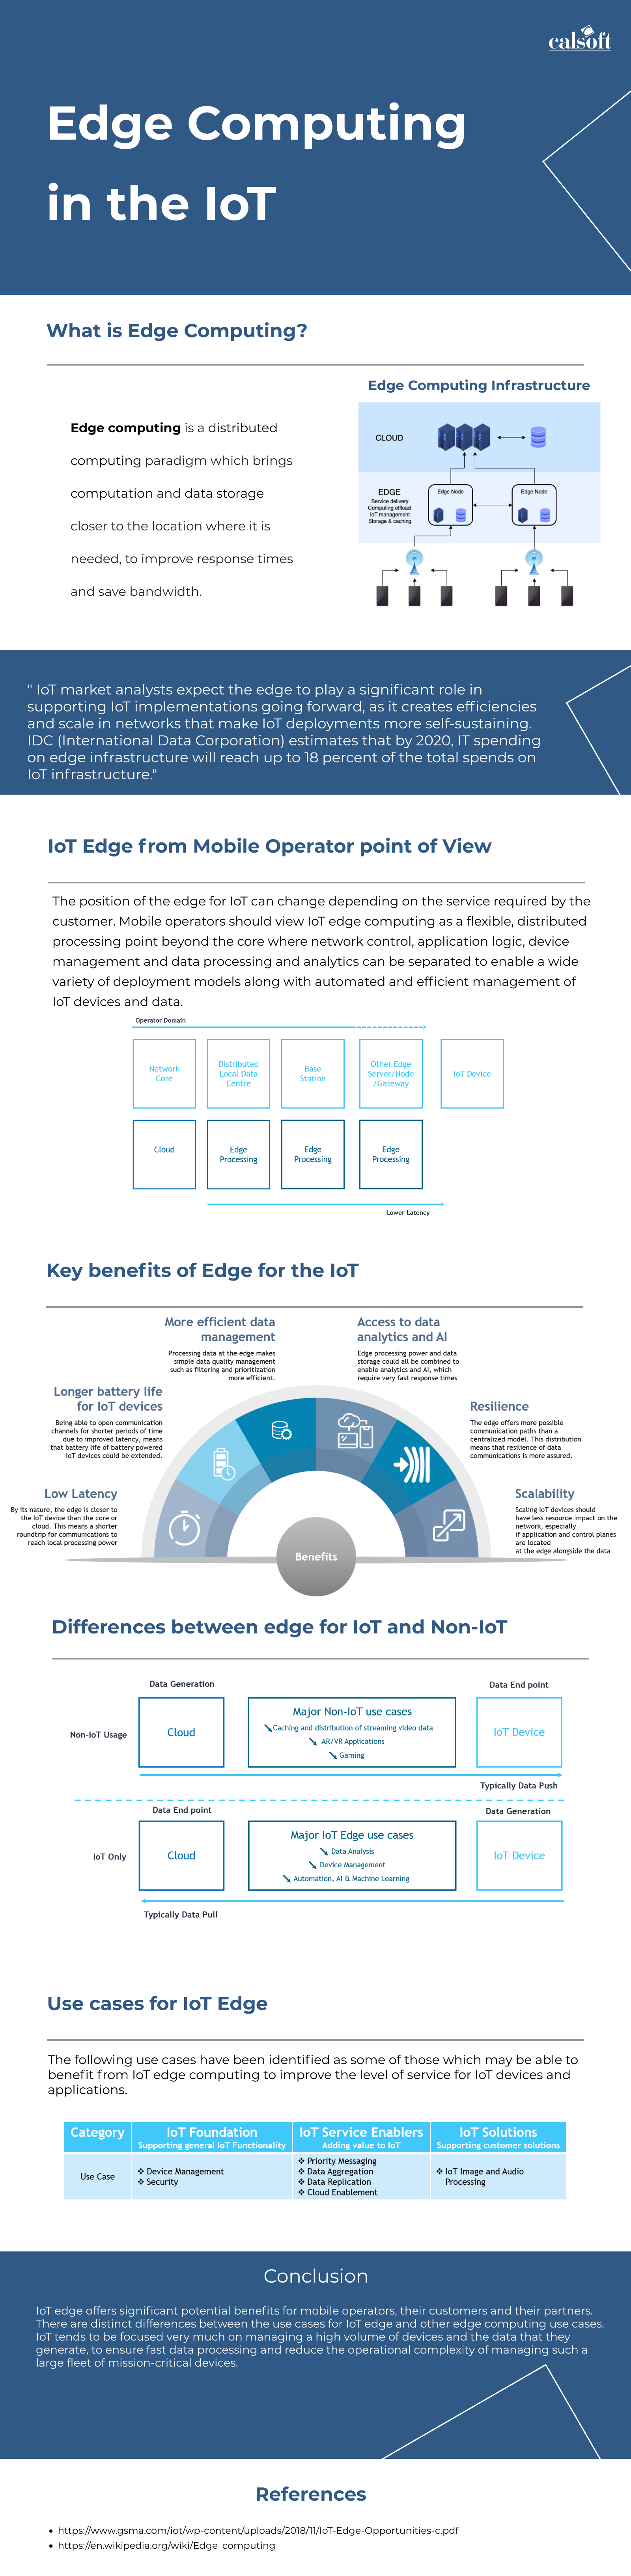 calsoft
Edge Computing
in the IoT
What is Edge Computing?
Edge computing is a distributed
computing paradigm which brings
computation and data storage
closer to the location where it is
needed, to improve response times
and save bandwidth.
Edge Computing Infrastructure
CLOUD
EDGE
Service delivery
Computing offload
IoT management
Storage & caching
Edge Node
Edge Node
" IoT market analysts expect the edge to play a significant role in
supporting IoT implementations going forward, as it creates efficiencies
and scale in networks that make IoT deployments more self-sustaining.
IDC (International Data Corporation) estimates that by 2020, IT spending
on edge infrastructure will reach up to 18 percent of the total spends on
IoT infrastructure."
IoT Edge from Mobile Operator point of View
The position of the edge for IoT can change depending on the service required by the
customer. Mobile operators should view IoT edge computing as a flexible, distributed
processing point beyond the core where network control, application logic, device
management and data processing and analytics can be separated to enable a wide
variety of deployment models along with automated and efficient management of
IoT devices and data.
Operator Domain
Network
Core
Distributed
Local Data
Centre
Base
Station
Other Edge
Server/Node
/Gateway
IoT Device
Cloud
Edge
Processing
Edge
Processing
Edge
Processing
Lower Latency
Key benefits of Edge for the IoT
More efficient data
management
Processing data at the edge makes
simple data quality management
such as filtering and prioritization
more efficient.
Access to data
analytics and AI
Edge processing power and data
storage could all be combined to
enable analytics and AI, which
require very fast response times
Longer battery life
for IoT devices
Being able to open communication
channels for shorter periods of time
due to improved latency, means
that battery life of battery powered
IoT devices could be extended.
Resilience
The edge offers more possible
communication paths than a
centralized model. This distribution
means that resilience of data
communications is more assured.
Low Latency
By its nature, the edge is closer to
the IoT device than the core or
cloud. This means a shorter
roundtrip for communications to
reach local processing power
Scalability
Scaling IoT devices should
have less resource impact on the
network, especially
if application and control planes
are located
at the edge alongside the data
Benefits
Differences between edge for IoT and Non-IoT
Data Generation
Data End point
Non-IoT Usage
Cloud
Major Non-IoT use cases
Caching and distribution of streaming video data
AR/VR Applications
Gaming
IoT Device
Typically Data Push
Data End point
Data Generation
IoT Only
Cloud
Major IoT Edge use cases
Data Analysis
Device Management
Automation, AI & Machine Learning
IoT Device
Typically Data Pull
Use cases for IoT Edge
The following use cases have been identified as some of those which may be able to
benefit from IoT edge computing to improve the level of service for IoT devices and
applications.
Category
IoT Foundation
Supporting general IoT Functionality
IoT Service Enablers
Adding value to IoT
IoT Solutions
Supporting customer solutions
Use Case
❖ Device Management
❖ Security
❖ Priority Messaging
❖ Data Aggregation
❖ Data Replication
❖ Cloud Enablement
❖ IoT Image and Audio
Processing
Conclusion
IoT edge offers significant potential benefits for mobile operators, their customers and their partners.
There are distinct differences between the use cases for IoT edge and other edge computing use cases.
IoT tends to be focused very much on managing a high volume of devices and the data that they
generate, to ensure fast data processing and reduce the operational complexity of managing such a
large fleet of mission-critical devices.
References
• https://www.gsma.com/iot/wp-content/uploads/2018/11/IoT-Edge-Opportunities-c.pdf
• https://en.wikipedia.org/wiki/Edge_computing